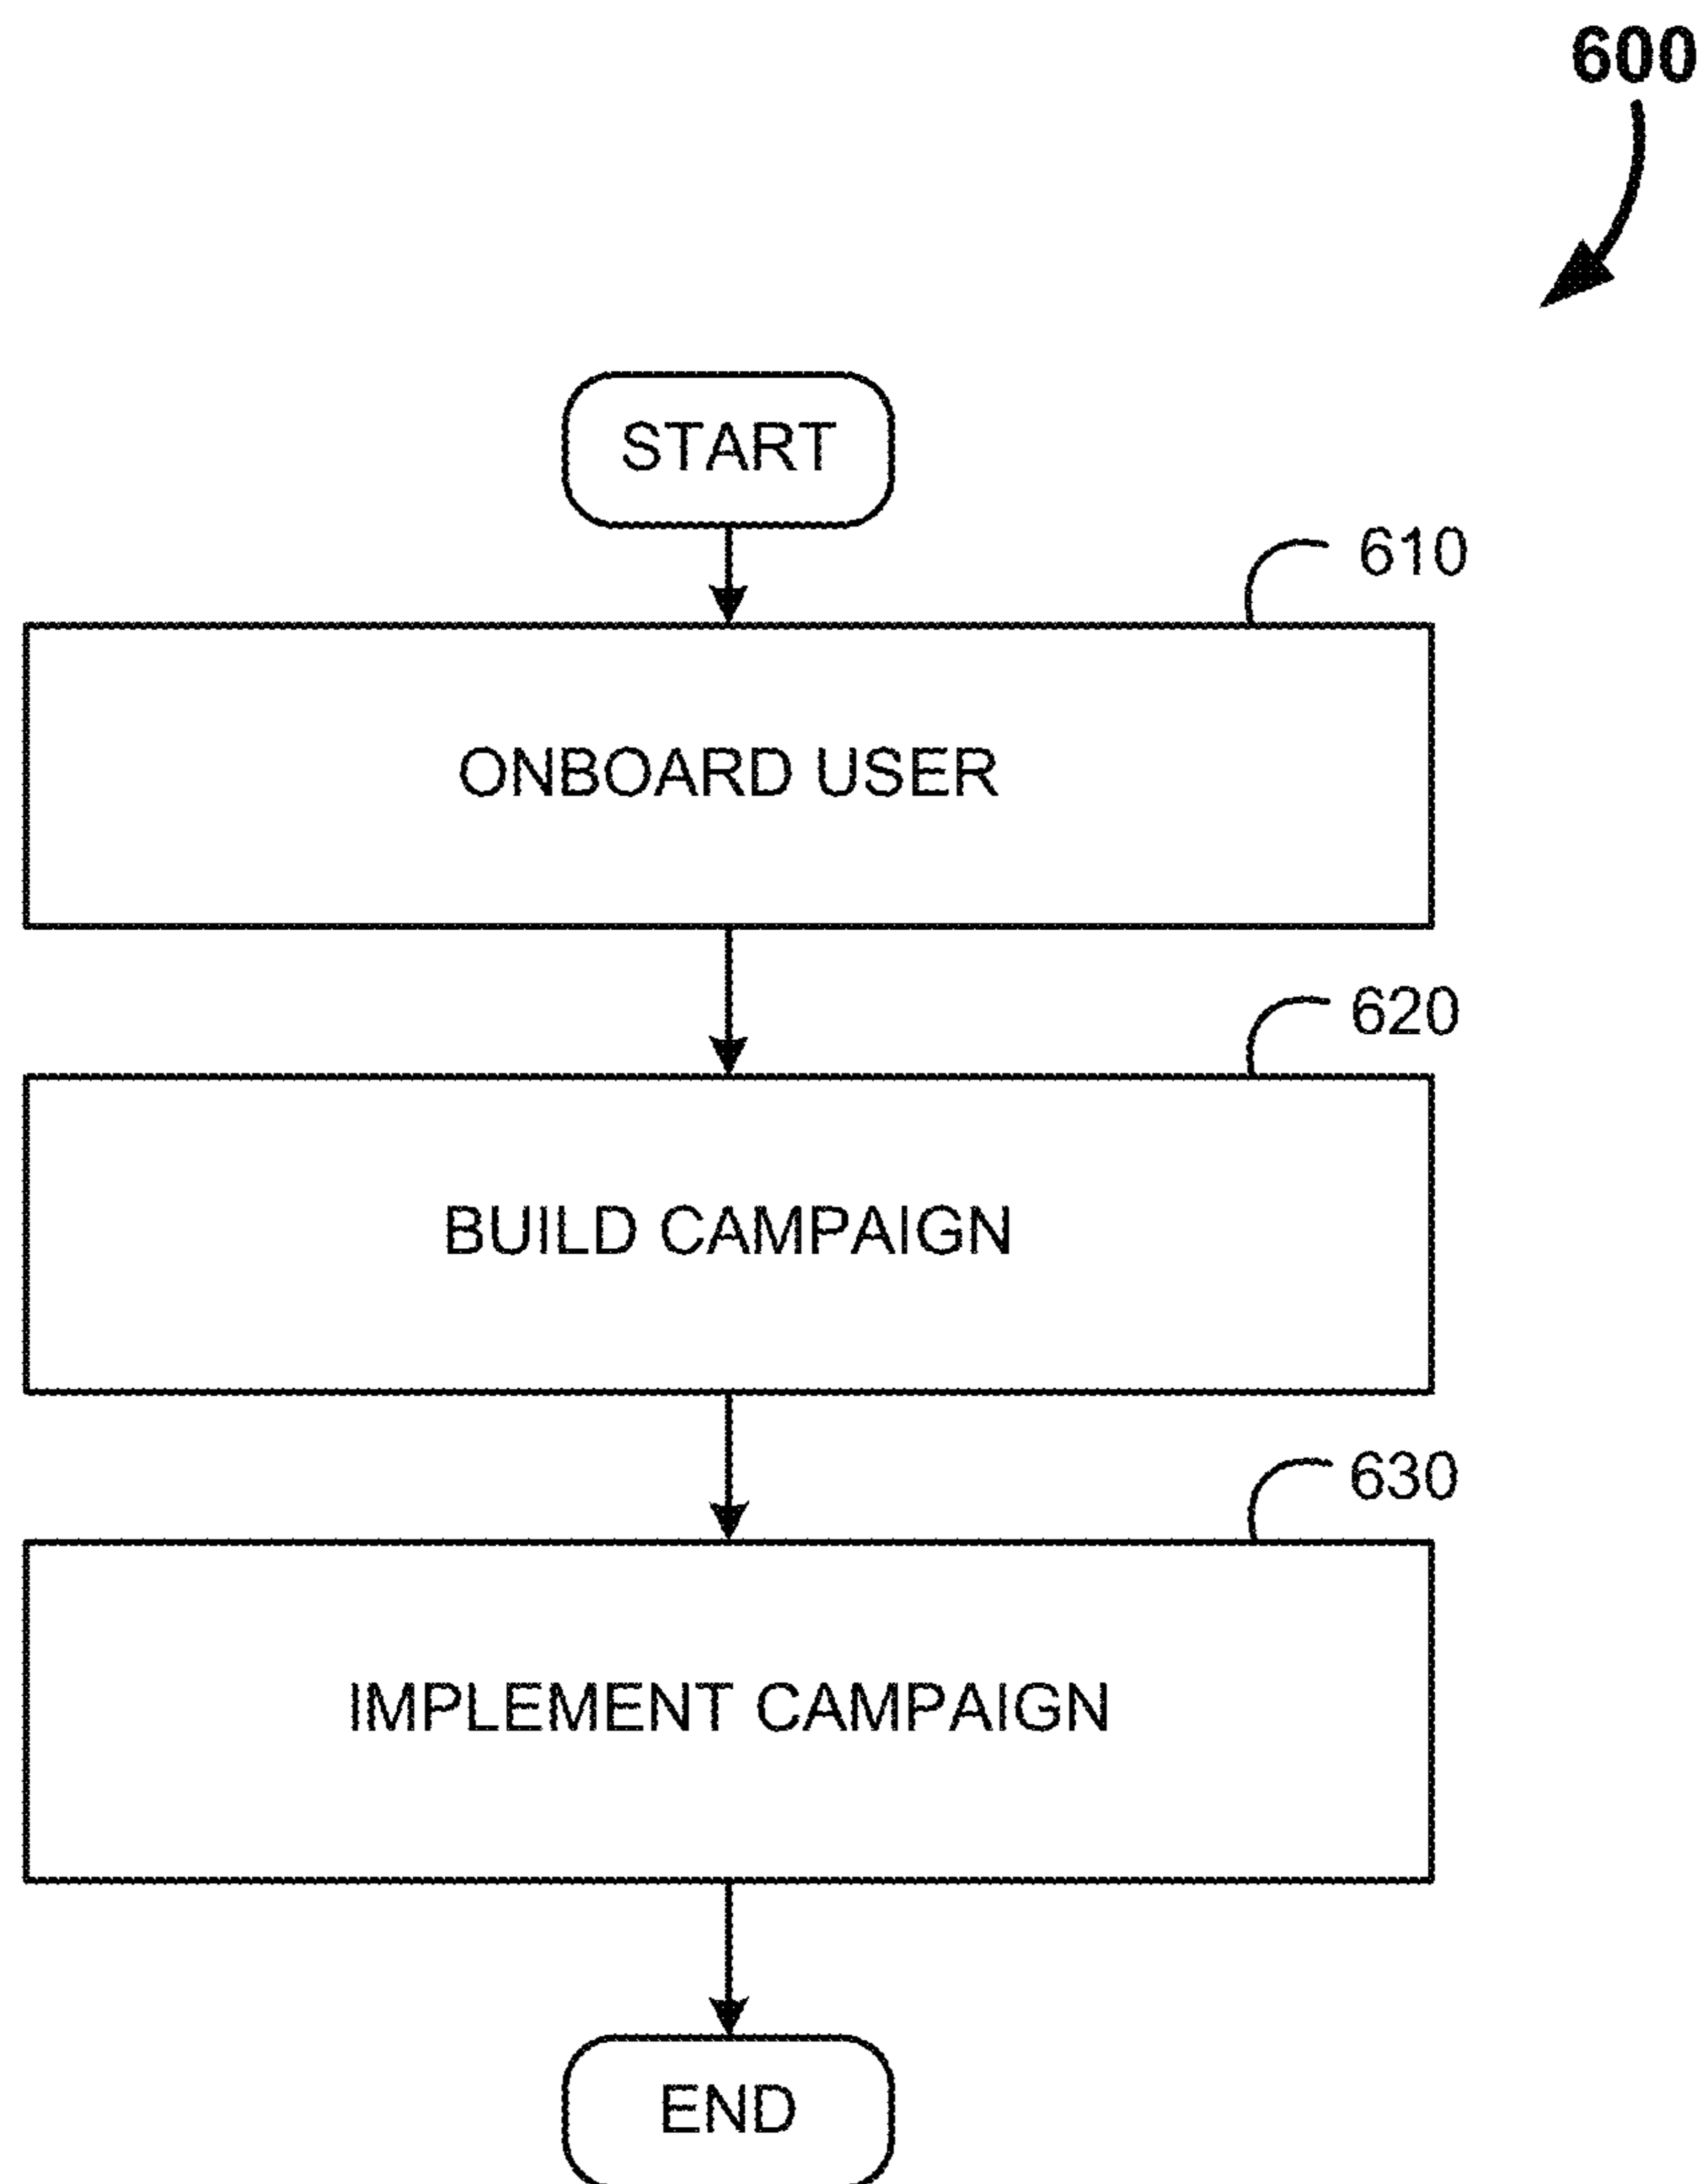 600
START
610
ONBOARD USER
620
BUILD CAMPAIGN
630
IMPLEMENT CAMPAIGN
END